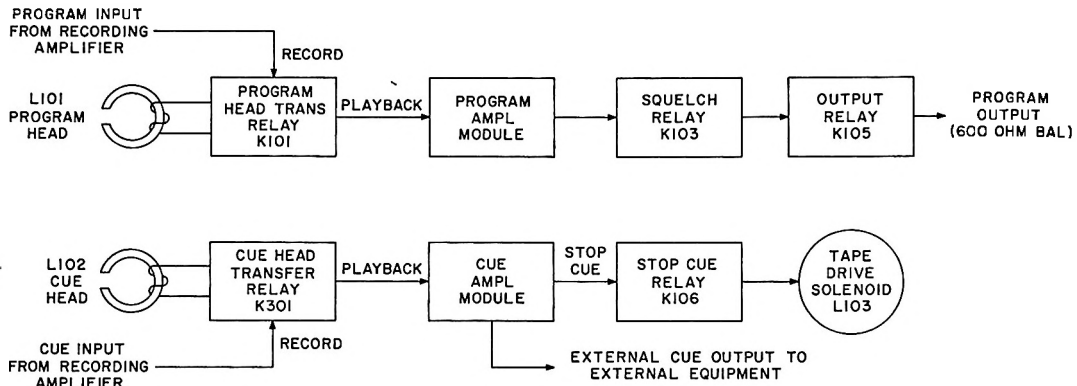 PROGRAM INPUT
FROM RECORDING
AMPLIFIER
RECORD
L101
PROGRAM
HEAD
PROGRAM
HEAD TRANS
RELAY
K101
PLAYBACK
PROGRAM
AMPL
MODULE
SQUELCH
RELAY
K103
OUTPUT
RELAY
K105
PROGRAM
OUTPUT
(600 OHM BAL)
L102
CUE
HEAD
CUE HEAD
TRANSFER
RELAY
K301
PLAYBACK
CUE
AMPL
MODULE
STOP
CUE
STOP CUE
RELAY
K106
TAPE
DRIVE
SOLENOID
L103
RECORD
CUE INPUT
FROM RECORDING
AMPLIFIER
EXTERNAL CUE OUTPUT TO
EXTERNAL EQUIPMENT